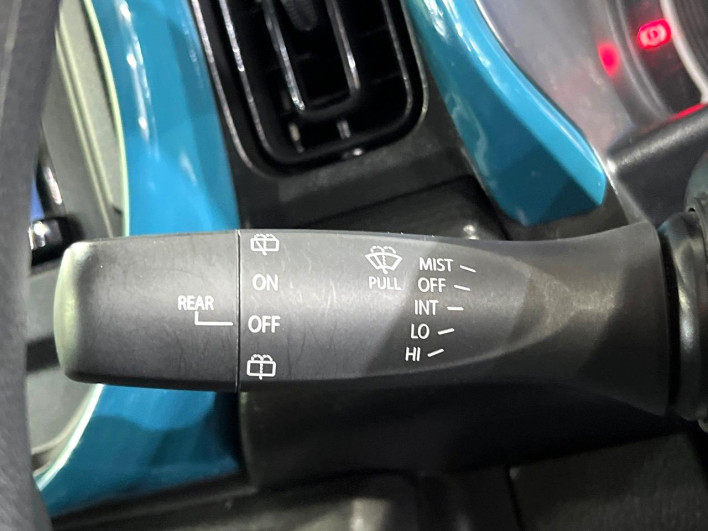 REAR
ON
OFF
PULL
MIST
OFF
INT
LO
HI